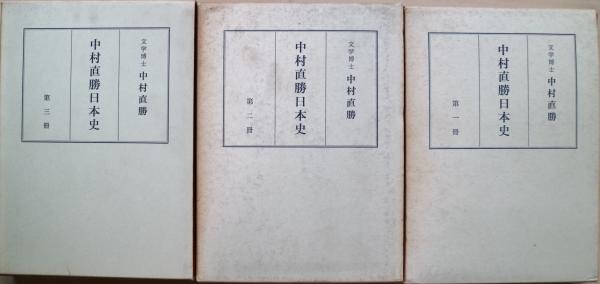 文学博士 中村直勝
中村直勝日本史
第一冊
文学博士 中村直勝
中村直勝日本史
第二冊
文学博士 中村直勝
中村直勝日本史
第三冊